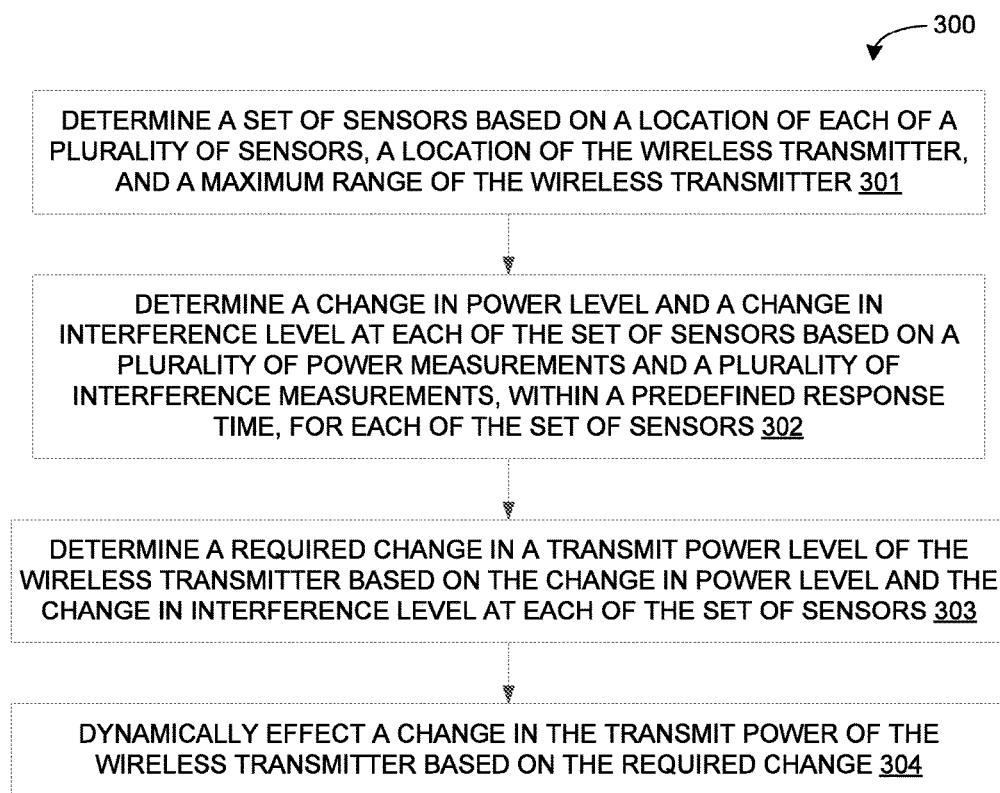 300
DETERMINE A SET OF SENSORS BASED ON A LOCATION OF EACH OF A
PLURALITY OF SENSORS, A LOCATION OF THE WIRELESS TRANSMITTER,
AND A MAXIMUM RANGE OF THE WIRELESS TRANSMITTER 301
DETERMINE A CHANGE IN POWER LEVEL AND A CHANGE IN
INTERFERENCE LEVEL AT EACH OF THE SET OF SENSORS BASED ON A
PLURALITY OF POWER MEASUREMENTS AND A PLURALITY OF
INTERFERENCE MEASUREMENTS, WITHIN A PREDEFINED RESPONSE
TIME, FOR EACH OF THE SET OF SENSORS 302
DETERMINE A REQUIRED CHANGE IN A TRANSMIT POWER LEVEL OF THE
WIRELESS TRANSMITTER BASED ON THE CHANGE IN POWER LEVEL AND THE
CHANGE IN INTERFERENCE LEVEL AT EACH OF THE SET OF SENSORS 303
DYNAMICALLY EFFECT A CHANGE IN THE TRANSMIT POWER OF THE
WIRELESS TRANSMITTER BASED ON THE REQUIRED CHANGE 304